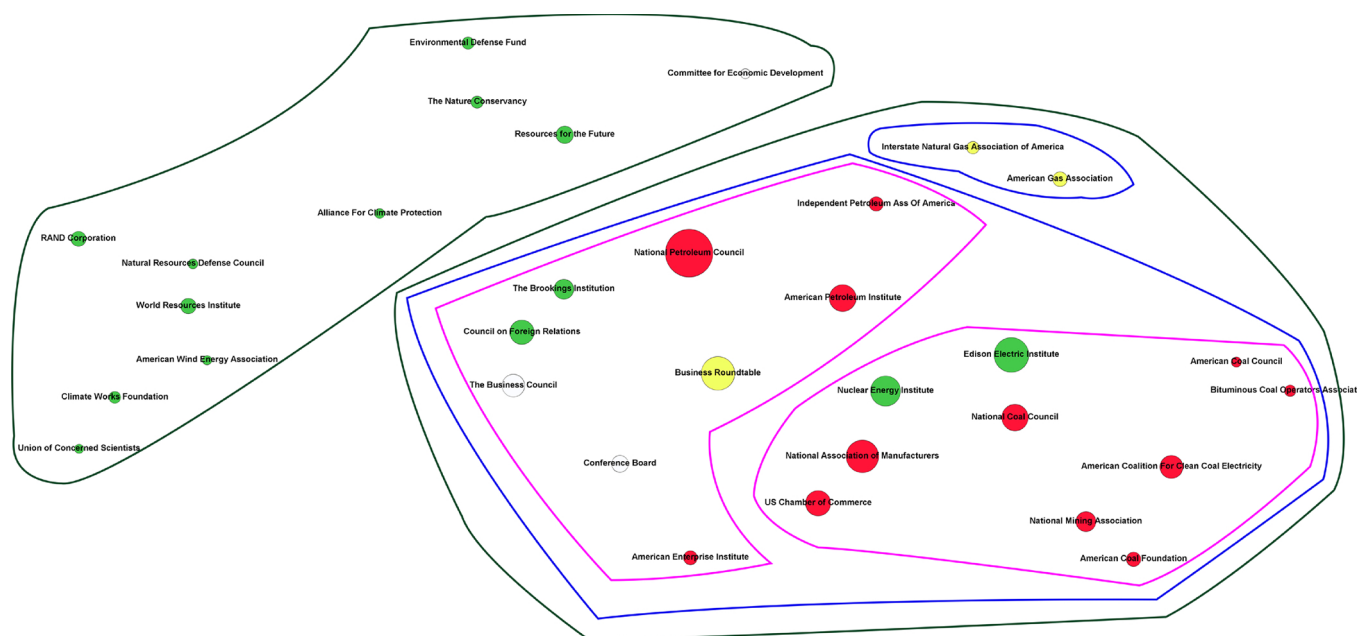 Environmental Defense Fund
Committee for Economic Development
The Nature Conservancy
Resources for the Future
Interstate Natural Gas Association of America
American Gas Association
Independent Petroleum Ass Of America
Alliance For Climate Protection
RAND Corporation
National Petroleum Council
Natural Resources Defense Council
The Brookings Institution
American Petroleum Institute
World Resources Institute
Council on Foreign Relations
Edison Electric Institute
American Wind Energy Association
American Coal Council
Business Roundtable
The Business Council
Nuclear Energy Institute
Bituminous Coal Operators Associat
Climate Works Foundation
National Coal Council
Union of Concerned Scientists
National Association of Manufacturers
Conference Board
American Coalition For Clean Coal Electricity
US Chamber of Commerce
National Mining Association
American Enterprise Institute
American Coal Foundation